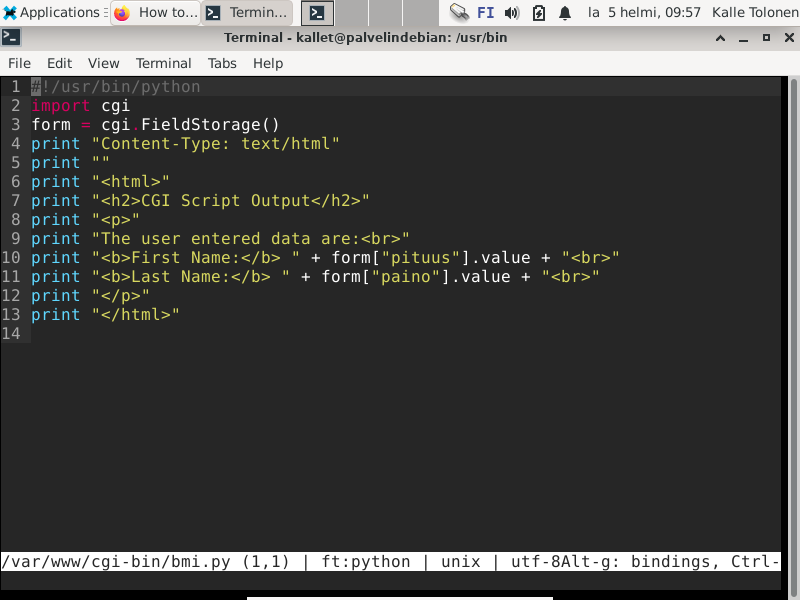 Applications How to... Termin... FI la 5 helmi, 09:57 Kalle Tolonen
Terminal - kallet@palvelindebian: /usr/bin
File Edit View Terminal Tabs Help
1 #!/usr/bin/python
2 import cgi
3 form = cgi.FieldStorage()
4 print "Content-Type: text/html"
5 print ""
6 print "<html>"
7 print "<h2>CGI Script Output</h2>"
8 print "<p>"
9 print "The user entered data are:<br>"
10 print "<b>First Name:</b> " + form["pituus"].value + "<br>"
11 print "<b>Last Name:</b> " + form["paino"].value + "<br>"
12 print "</p>"
13 print "</html>"
14
/var/www/cgi-bin/bmi.py (1,1) | ft:python | unix | utf-8Alt-g: bindings, Ctrl-